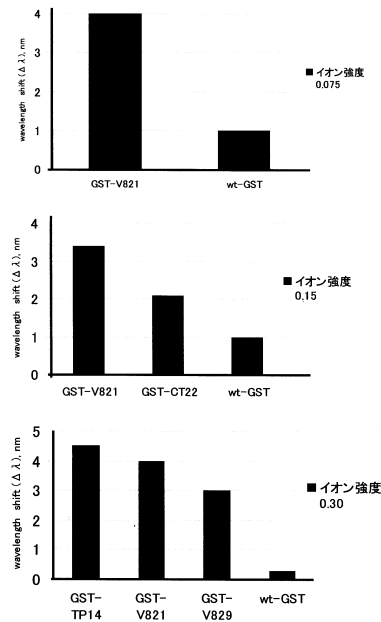 wavelength shift (Δλ), nm
4
3
2
1
0
GST-V821 wt-GST
■ イオン強度
0.075
wavelength shift (Δλ), nm
4
3
2
1
0
GST-V821 GST-CT22 wt-GST
■ イオン強度
0.15
wavelength shift (Δλ), nm
5
4
3
2
1
0
GST- GST- GST- wt-GST
TP14 V821 V829
■ イオン強度
0.30